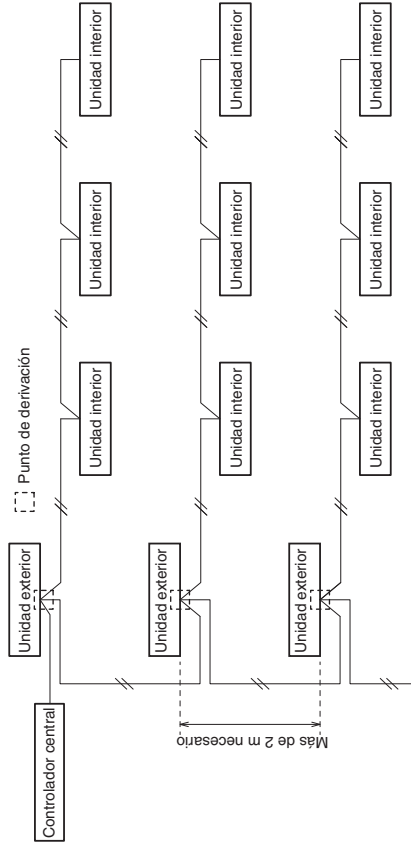 Punto de derivación
Controlador central
Unidad exterior
Unidad interior
Unidad interior
Unidad interior
Unidad exterior
Unidad interior
Unidad interior
Unidad interior
Más de 2 m necesario
Unidad exterior
Unidad interior
Unidad interior
Unidad interior